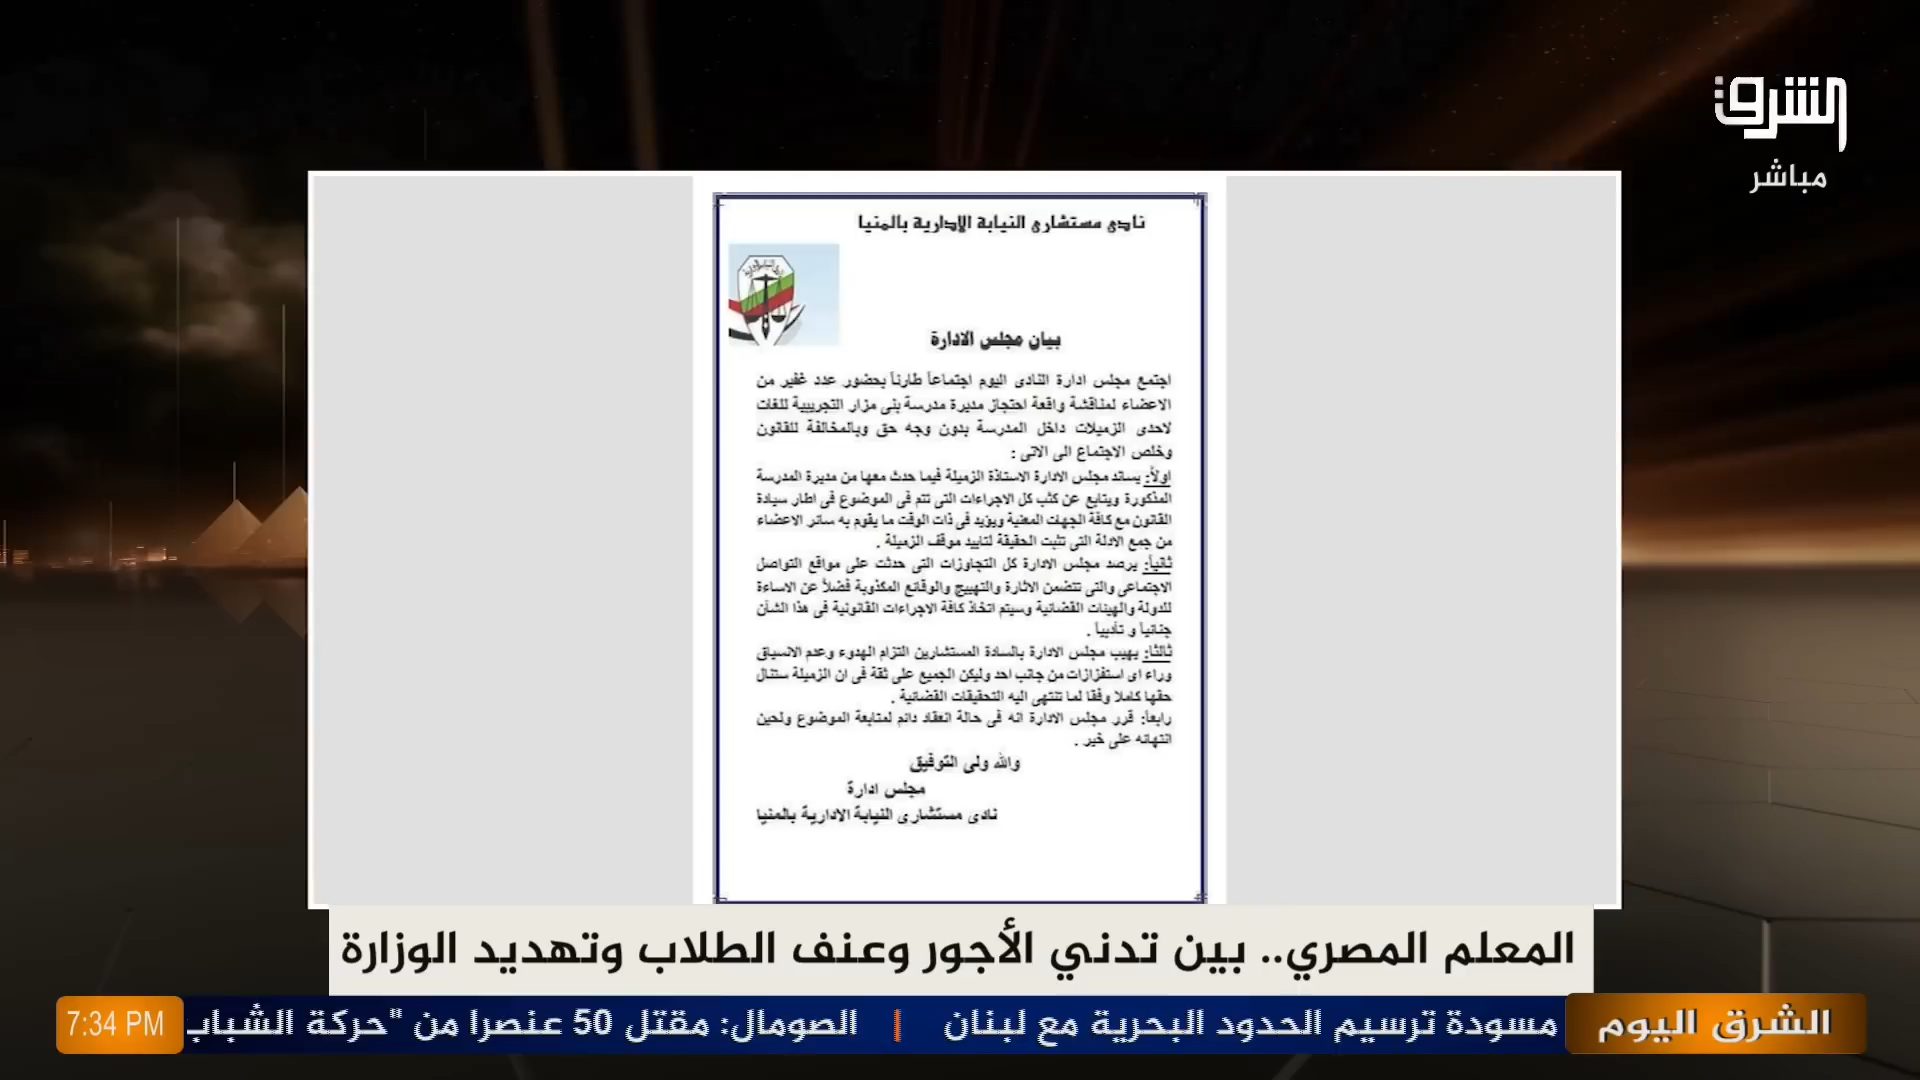 الشرق
مباشر
نادى مستشارى النيابة الإدارية بالمنيا
بيان مجلس الادارة
اجتمع مجلس ادارة النادى اليوم اجتماعاً طارئاً بحضور عدد غفير من
الاعضاء لمناقشة واقعة احتجاز مديرة مدرسة بنى مزار التجريبية للغات
لاحدى الزميلات داخل المدرسة بدون وجه حق وبالمخالفة للقانون
وخلص الاجتماع الى الاتى :
اولاً: يساند مجلس الادارة الاستاذة الزميلة فيما حدث معها من مديرة المدرسة
المذكورة ويتابع عن كثب كل الاجراءات التى تتم فى الموضوع فى اطار سيادة
القانون مع كافة الجهات المعنية ويزيد فى ذات الوقت ما يقوم به سائر الاعضاء
من جمع الادلة التى تثبت الحقيقة لتاييد موقف الزميلة .
ثانياً: يرصد مجلس الادارة كل التجاوزات التى حدثت على مواقع التواصل
الاجتماعى والتى تتضمن الاثارة والتهييج والوقائع المكذوبة فضلاً عن الاساءة
للدولة والهيئات القضائية وسيتم اتخاذ كافة الاجراءات القانونية فى هذا الشأن
جنائياً و تأديبياً .
ثالثا: يهيب مجلس الادارة بالسادة المستشارين التزام الهدوء وعدم الانسياق
وراء اى استفزازات من جانب احد وليكن الجميع على ثقة فى ان الزميلة ستنال
حقها كاملا وفقا لما تنتهى اليه التحقيقات القضائية .
رابعاً: قرر مجلس الادارة انه فى حالة انعقاد دائم لمتابعة الموضوع ولحين
انتهائه على خير .
والله ولى التوفيق
مجلس ادارة
نادى مستشارى النيابة الادارية بالمنيا
المعلم المصري.. بين تدني الأجور وعنف الطلاب وتهديد الوزارة
الشرق اليوم
مسودة ترسيم الحدود البحرية مع لبنان | الصومال: مقتل 50 عنصرا من "حركة الشباب
7:34 PM